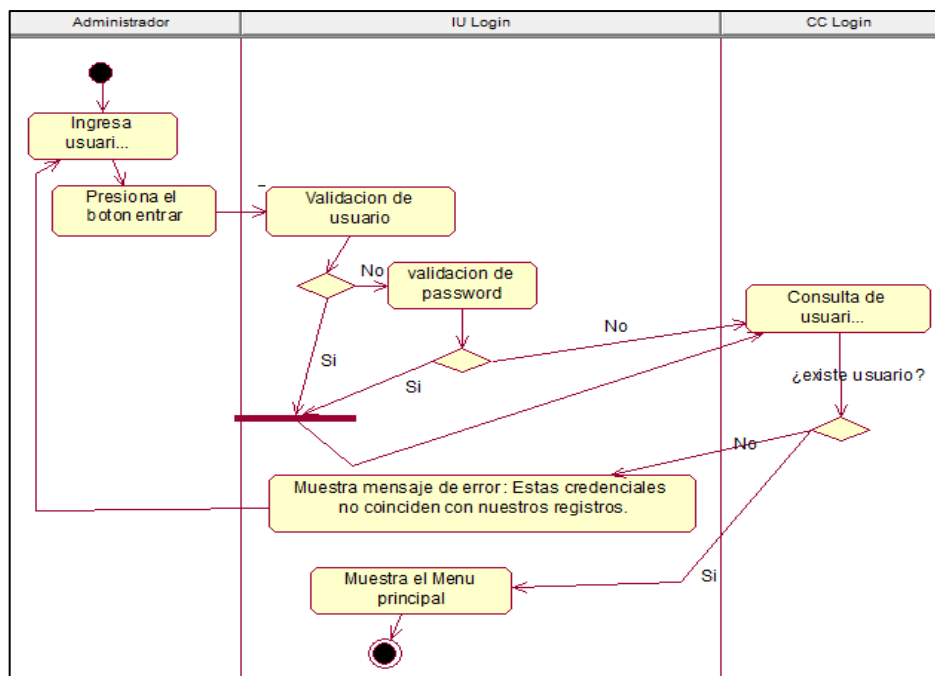 Administrador
IU Login
CC Login
Ingresa
usuari...
Presiona el
boton entrar
Validacion de
usuario
No
validacion de
password
Consulta de
usuari...
No
Si
Si
¿existe usuario?
No
Muestra mensaje de error: Estas credenciales
no coinciden con nuestros registros.
Muestra el Menu
principal
Si